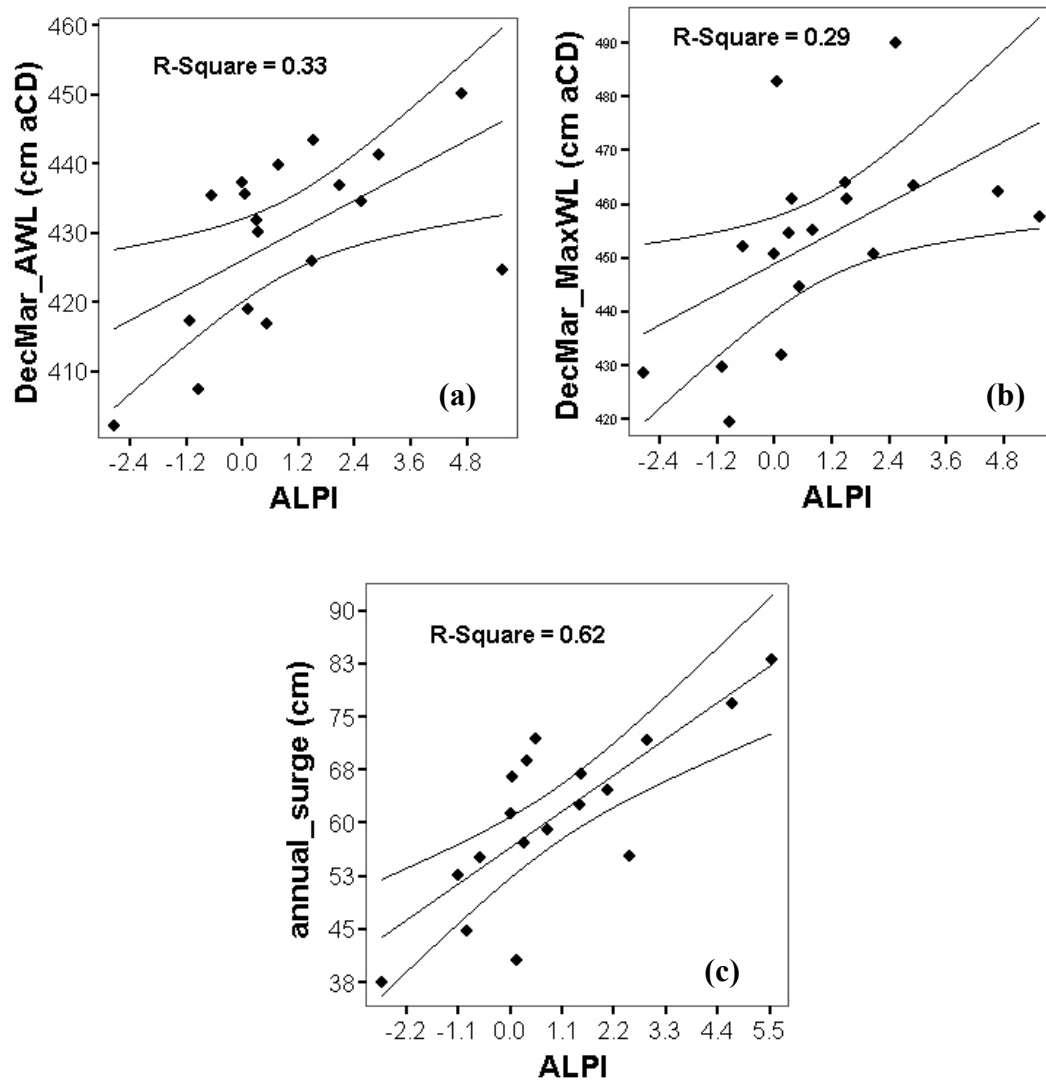 R-Square = 0.33
DecMar_AWL (cm aCD)
460
450
440
430
420
410
-2.4 -1.2 0.0 1.2 2.4 3.6 4.8
ALPI
(a)
R-Square = 0.29
DecMar_MaxWL (cm aCD)
490
480
470
460
450
440
430
420
-2.4 -1.2 0.0 1.2 2.4 3.6 4.8
ALPI
(b)
R-Square = 0.62
annual_surge (cm)
90
83
75
68
60
53
45
38
-2.2 -1.1 0.0 1.1 2.2 3.3 4.4 5.5
ALPI
(c)